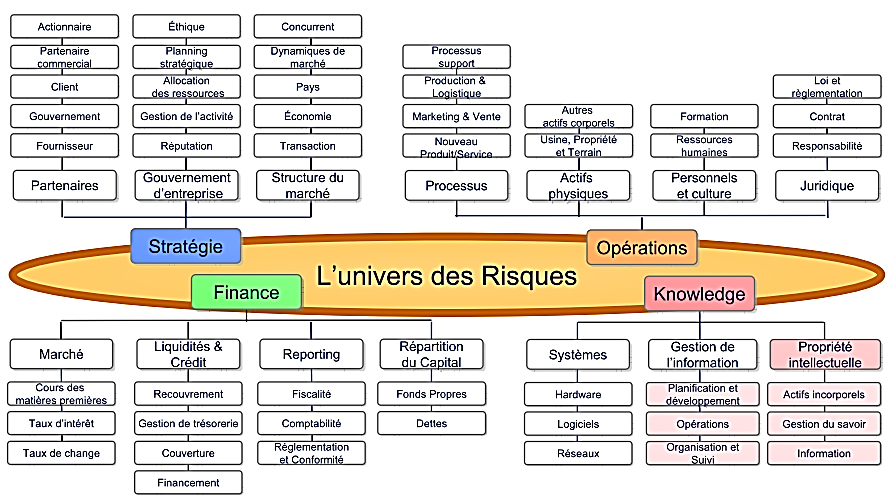 Actionnaire
Partenaire
commercial
Client
Gouvernement
Fournisseur
Partenaires
Éthique
Planning
stratégique
Allocation
des ressources
Gestion de l'activité
Réputation
Gouvernement
d'entreprise
Concurrent
Dynamiques de
marché
Pays
Économie
Transaction
Structure du
marché
Processus
support
Production &
Logistique
Marketing & Vente
Nouveau
Produit/Service
Processus
Autres
actifs corporels
Usine, Propriété
et Terrain
Actifs
physiques
Formation
Ressources
humaines
Personnels
et culture
Loi et
règlementation
Contrat
Responsabilité
Juridique
Stratégie
Opérations
L'univers des Risques
Finance
Knowledge
Marché
Cours des
matières premières
Taux d'intérêt
Taux de change
Liquidités &
Crédit
Recouvrement
Gestion de trésorerie
Couverture
Financement
Reporting
Fiscalité
Comptabilité
Réglementation
et Conformité
Répartition
du Capital
Fonds Propres
Dettes
Systèmes
Hardware
Logiciels
Réseaux
Gestion de
l'information
Planification et
développement
Opérations
Organisation et
Suivi
Propriété
intellectuelle
Actifs incorporels
Gestion du savoir
Information